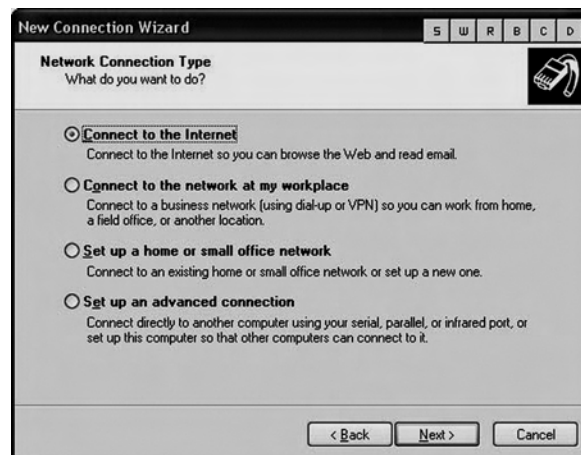 New Connection Wizard
S W R B C D
Network Connection Type
What do you want to do?
Connect to the Internet
Connect to the Internet so you can browse the Web and read email.
Connect to the network at my workplace
Connect to a business network (using dial-up or VPN) so you can work from home,
a field office, or another location.
Set up a home or small office network
Connect to an existing home or small office network or set up a new one.
Set up an advanced connection
Connect directly to another computer using your serial, parallel, or infrared port, or
set up this computer so that other computers can connect to it.
< Back Next > Cancel